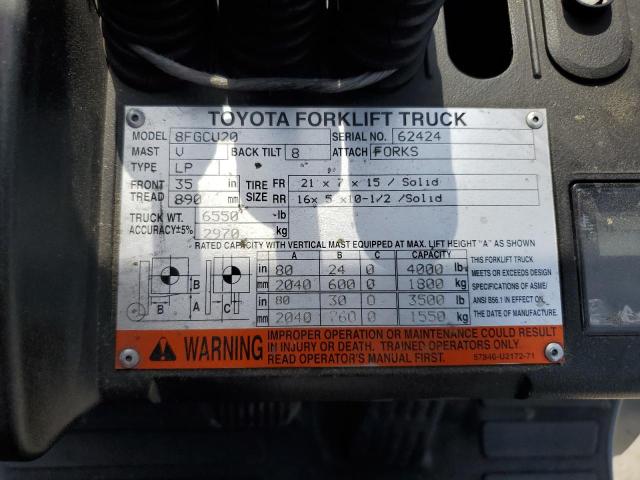 TOYOTA FORKLIFT TRUCK
MODEL 8FGCU20 SERIAL NO. 62424
MAST V BACK TILT 8 ATTACH FORKS
TYPE LP
FRONT TREAD 35 in TIRE SIZE FR 21 x 7 x 15 / Solid
890 mm RR 16x 5 x10-1/2 /Solid
TRUCK WT. 6550 lb
ACCURACY±5% 2970 kg
RATED CAPACITY WITH VERTICAL MAST EQUIPPED AT MAX. LIFT HEIGHT "A" AS SHOWN
A B C CAPACITY
in 80 24 0 4000 lb
mm 2040 600 0 1800 kg
in 80 30 0 3500 lb
mm 2040 760 0 1550 kg
B
A
B C
THIS FORKLIFT TRUCK
MEETS OR EXCEEDS DESIGN
SPECIFICATIONS OF ASME/
ANSI B56.1 IN EFFECT ON
THE DATE OF MANUFACTURE.
WARNING
IMPROPER OPERATION OR MAINTENANCE COULD RESULT
IN INJURY OR DEATH. TRAINED OPERATORS ONLY.
READ OPERATOR'S MANUAL FIRST.
57846-U2172-71